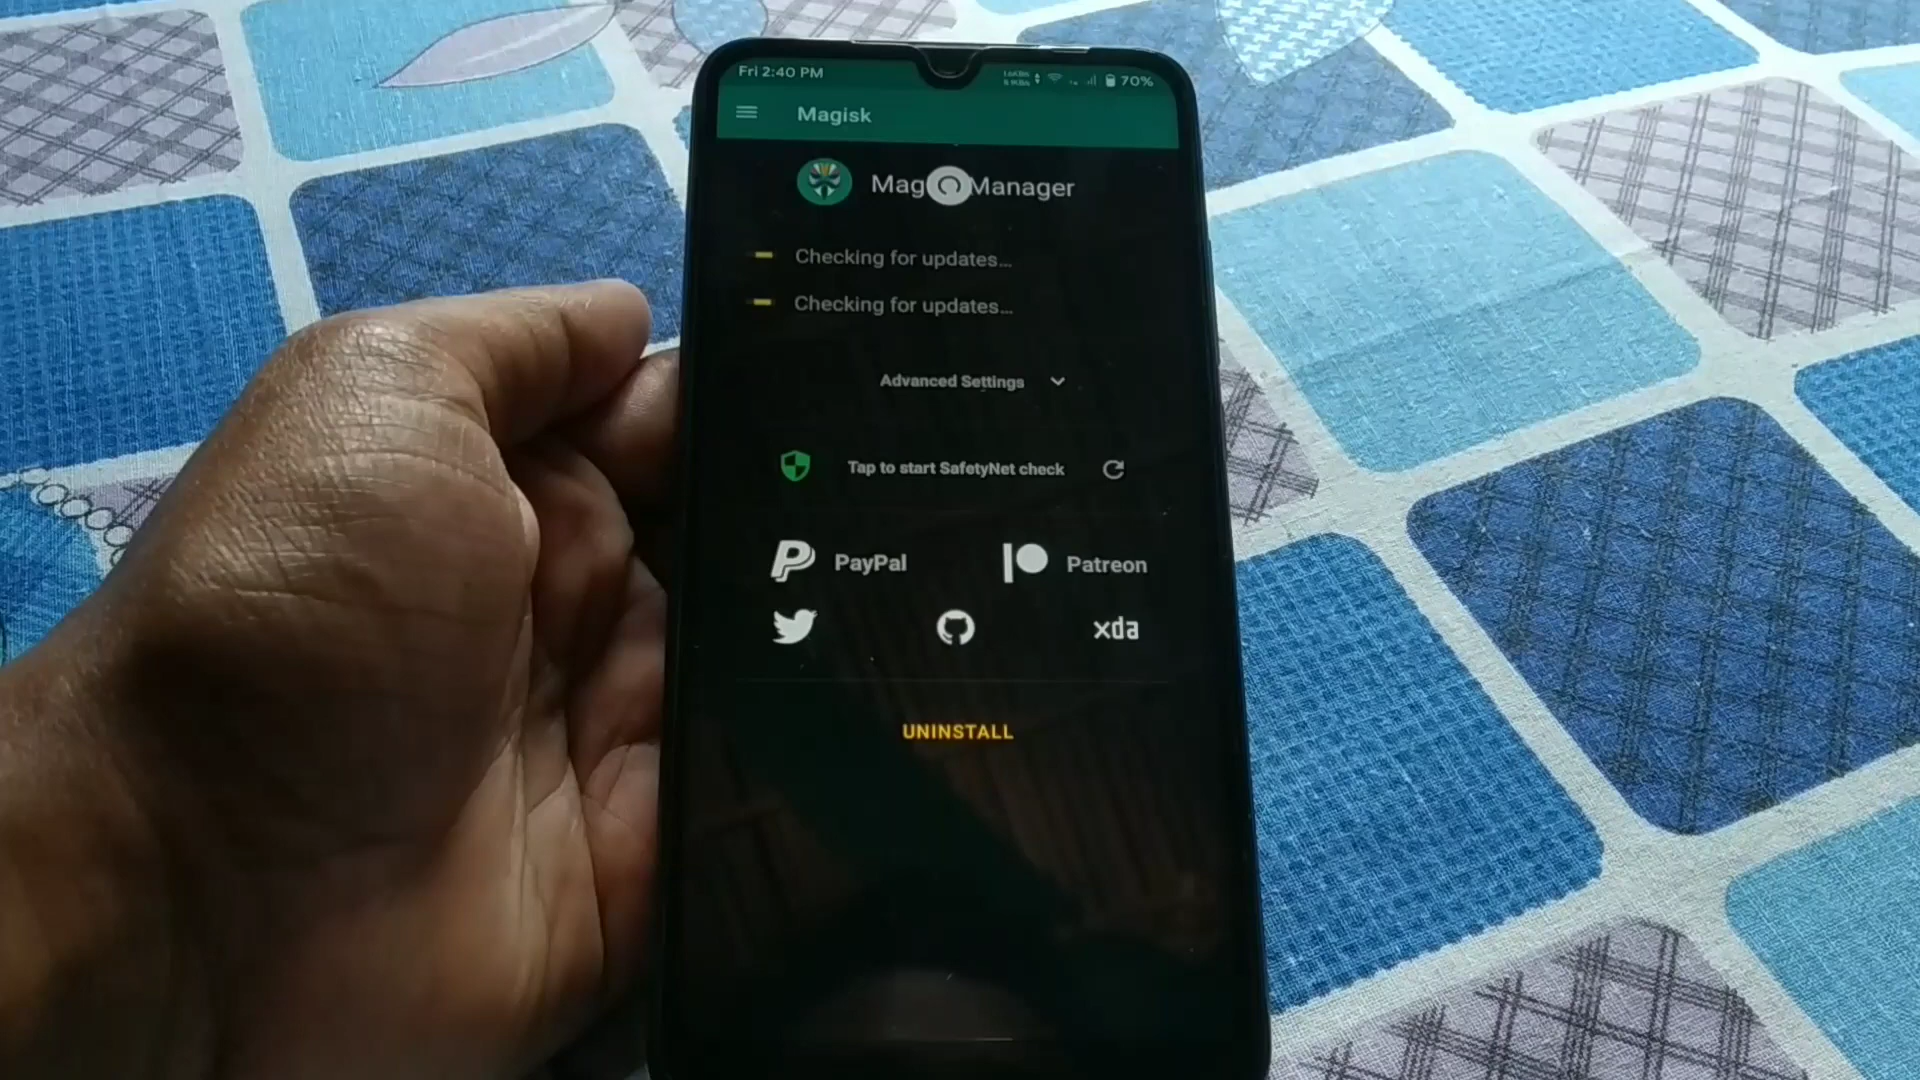 Fri 2:40 PM
70%
Magisk
Manager
Checking for updates...
Checking for updates...
Advanced Settings
Tap to start SafetyNet check
PayPal
Patreon
xda
UNINSTALL